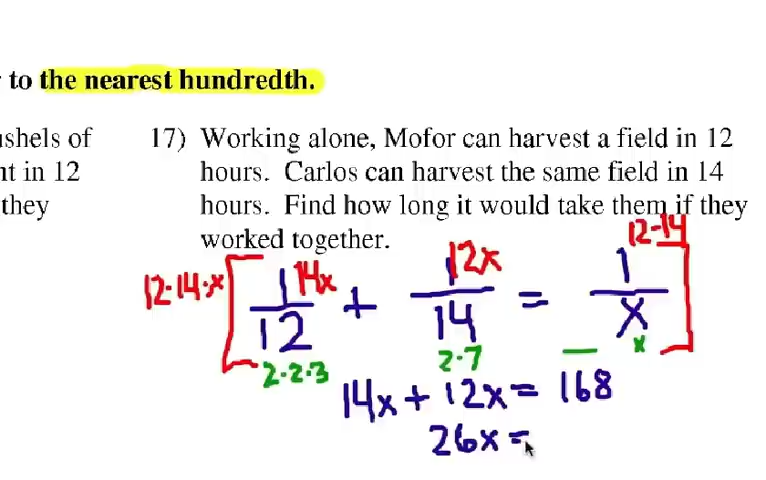 to the nearest hundredth.
shels of
nt in 12
they
17) Working alone, Mofor can harvest a field in 12
hours. Carlos can harvest the same field in 14
hours. Find how long it would take them if they
worked together.
12·14·x [ 1/12 14x + 1/14 12x = 1/x 12·14 ]
2·2·3 2·7 x
14x + 12x = 168
26x =